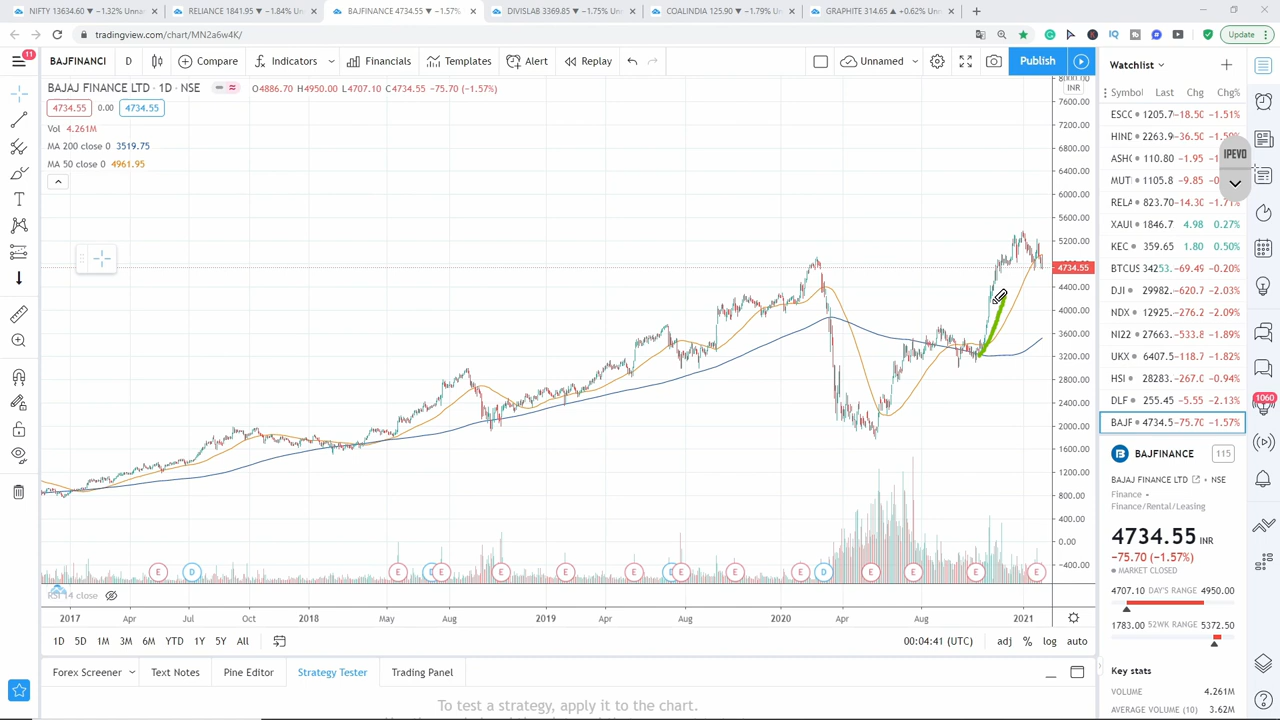 NIFTY 13634.60 ▼ −1.32% Unna
RELIANCE 1841.95 ▼ −1.84% Un
BAJFINANCE 4734.55 ▼ −1.57%
DIVISLAB 3369.85 ▼ −1.75% Un
COALINDIA 125.90 ▼ −1.79% Un
GRAPHITE 314.65 ▲ +0.62% Un
tradingview.com/chart/MN2a6w4K/
Update
11
BAJFINANCI
D
Compare
Indicators
Financials
Templates
Alert
Replay
Unnamed
Publish
BAJAJ FINANCE LTD · 1D · NSE
O4886.70 H4950.00 L4707.10 C4734.55 −73.70 (−1.57%)
4734.55 0.00 4734.55
Vol 4.261M
MA 200 close 0 3519.75
MA 50 close 0 4961.95
INR
7600.00
7200.00
6800.00
6400.00
6000.00
5600.00
5200.00
4734.55
4400.00
4000.00
3600.00
3200.00
2800.00
2400.00
2000.00
1600.00
1200.00
800.00
400.00
0.00
−400.00
E D E E E E E E E D E E E E
RSI 14 close
2017 Apr Jul Oct 2018 May Aug 2019 Apr Aug 2020 Apr Aug 2021
1D 5D 1M 3M 6M YTD 1Y 5Y All
00:04:41 (UTC)
adj % log auto
Forex Screener
Text Notes
Pine Editor
Strategy Tester
Trading Panel
To test a strategy, apply it to the charts.
Watchlist
Symbol Last Chg Chg%
ESCC 1205.7 −18.50 −1.51%
HIND 2263.9 −36.50 −1.59%
ASHC 110.80 −1.95
MUT 1105.8 −9.85
RELA 823.70 −14.30 −1.71%
XAUU 1846.7 4.98 0.27%
KEC 359.65 1.80 0.50%
BTCUS 34253. −69.49 −0.20%
DJI 29982. −620.7 −2.03%
NDX 12925. −276.2 −2.09%
NI22 27663. −533.8 −1.89%
UKX 6407.5 −118.7 −1.82%
HSI 28283. −267.0 −0.94%
DLF 255.45 −5.55 −2.13%
BAJF 4734.5 −75.70 −1.57%
IPEVO
1060
BAJFINANCE
115
BAJAJ FINANCE LTD · NSE
Finance ·
Finance/Rental/Leasing
4734.55 INR
−75.70 (−1.57%)
MARKET CLOSED
4707.10 DAY'S RANGE 4950.00
1783.00 52WK RANGE 5372.50
Key stats
VOLUME 4.261M
AVERAGE VOLUME (10) 3.62M